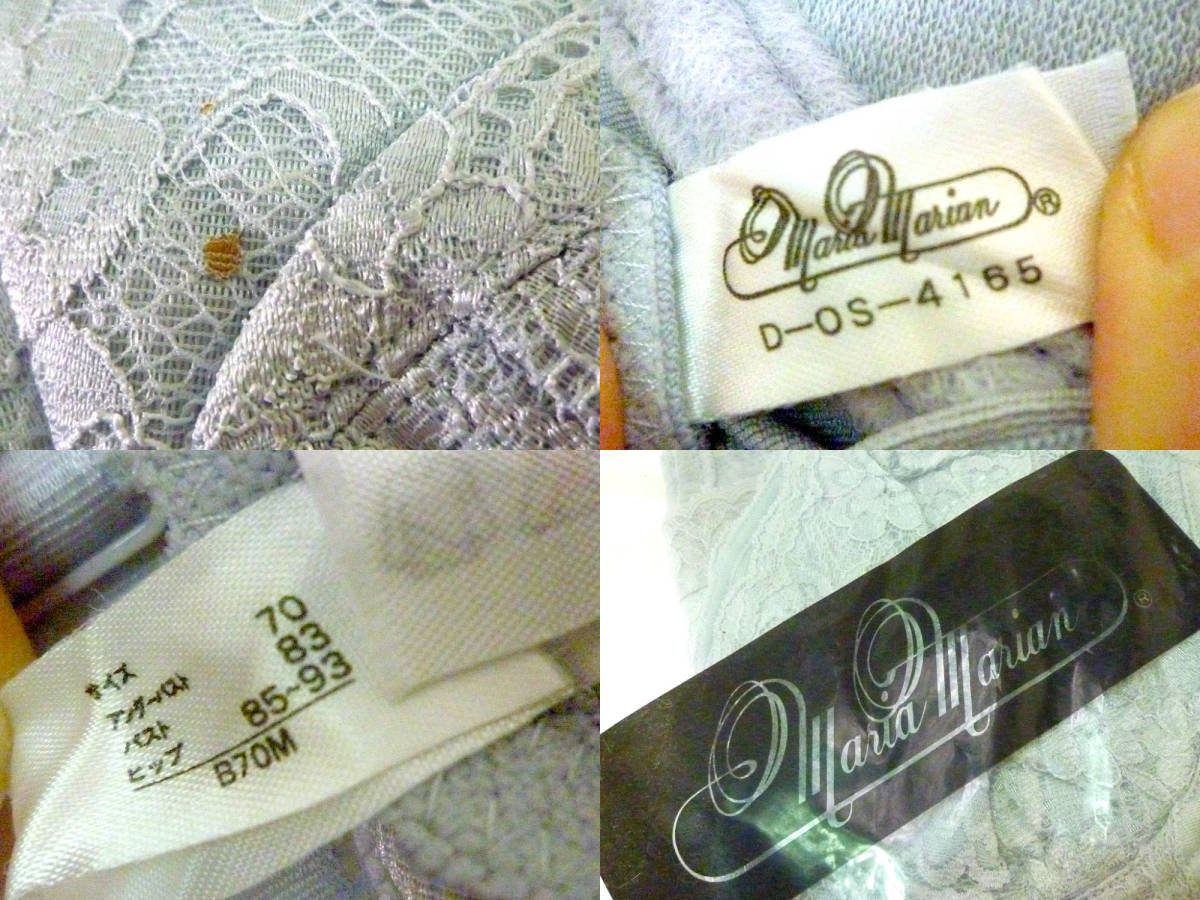 Maria Marian®
D-OS-4165
サイズ
アンダーバスト 70
バスト 83
ヒップ 85~93
B70M
Maria Marian®